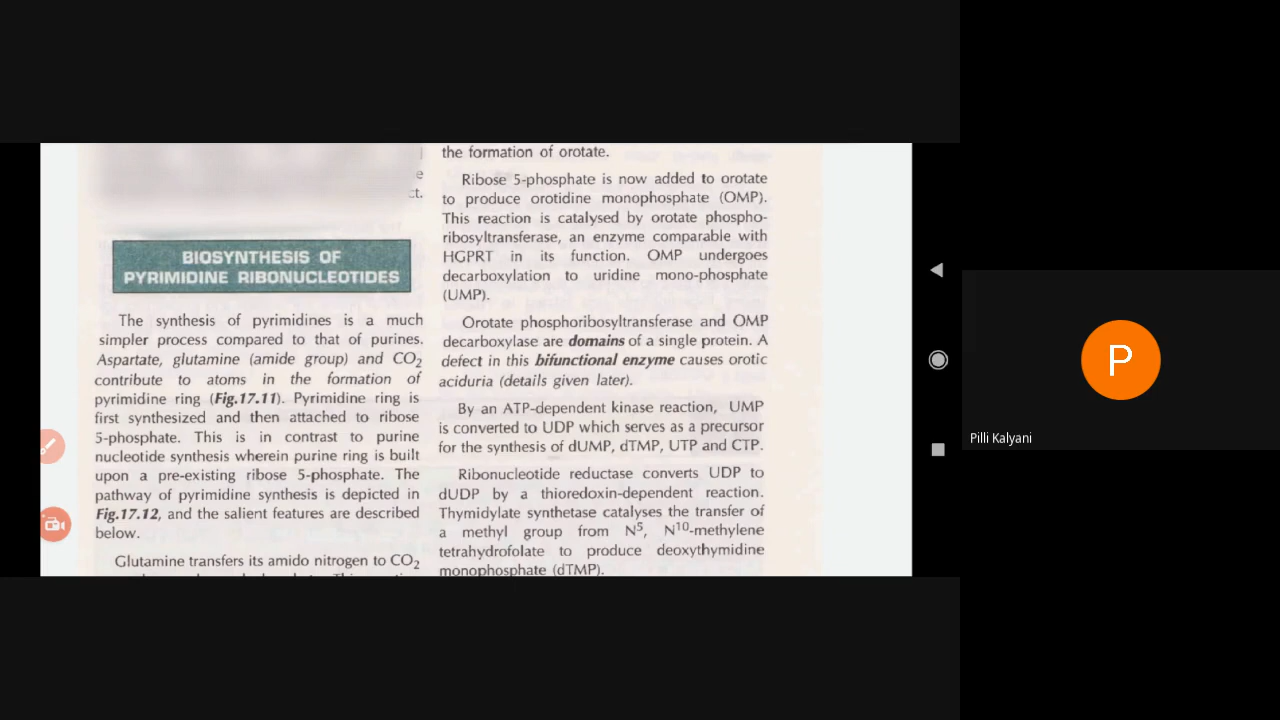 e
ct.
BIOSYNTHESIS OF
PYRIMIDINE RIBONUCLEOTIDES
The synthesis of pyrimidines is a much
simpler process compared to that of purines.
Aspartate, glutamine (amide group) and CO2
contribute to atoms in the formation of
pyrimidine ring (Fig.17.11). Pyrimidine ring is
first synthesized and then attached to ribose
5-phosphate. This is in contrast to purine
nucleotide synthesis wherein purine ring is built
upon a pre-existing ribose 5-phosphate. The
pathway of pyrimidine synthesis is depicted in
Fig.17.12, and the salient features are described
below.
Glutamine transfers its amido nitrogen to CO2
the formation of orotate.
Ribose 5-phosphate is now added to orotate
to produce orotidine monophosphate (OMP).
This reaction is catalysed by orotate phospho-
ribosyltransferase, an enzyme comparable with
HGPRT in its function. OMP undergoes
decarboxylation to uridine mono-phosphate
(UMP).
Orotate phosphoribosyltransferase and OMP
decarboxylase are domains of a single protein. A
defect in this bifunctional enzyme causes orotic
aciduria (details given later).
By an ATP-dependent kinase reaction, UMP
is converted to UDP which serves as a precursor
for the synthesis of dUMP, dTMP, UTP and CTP.
Ribonucleotide reductase converts UDP to
dUDP by a thioredoxin-dependent reaction.
Thymidylate synthetase catalyses the transfer of
a methyl group from N5, N10-methylene
tetrahydrofolate to produce deoxythymidine
monophosphate (dTMP).
P
Pilli Kalyani